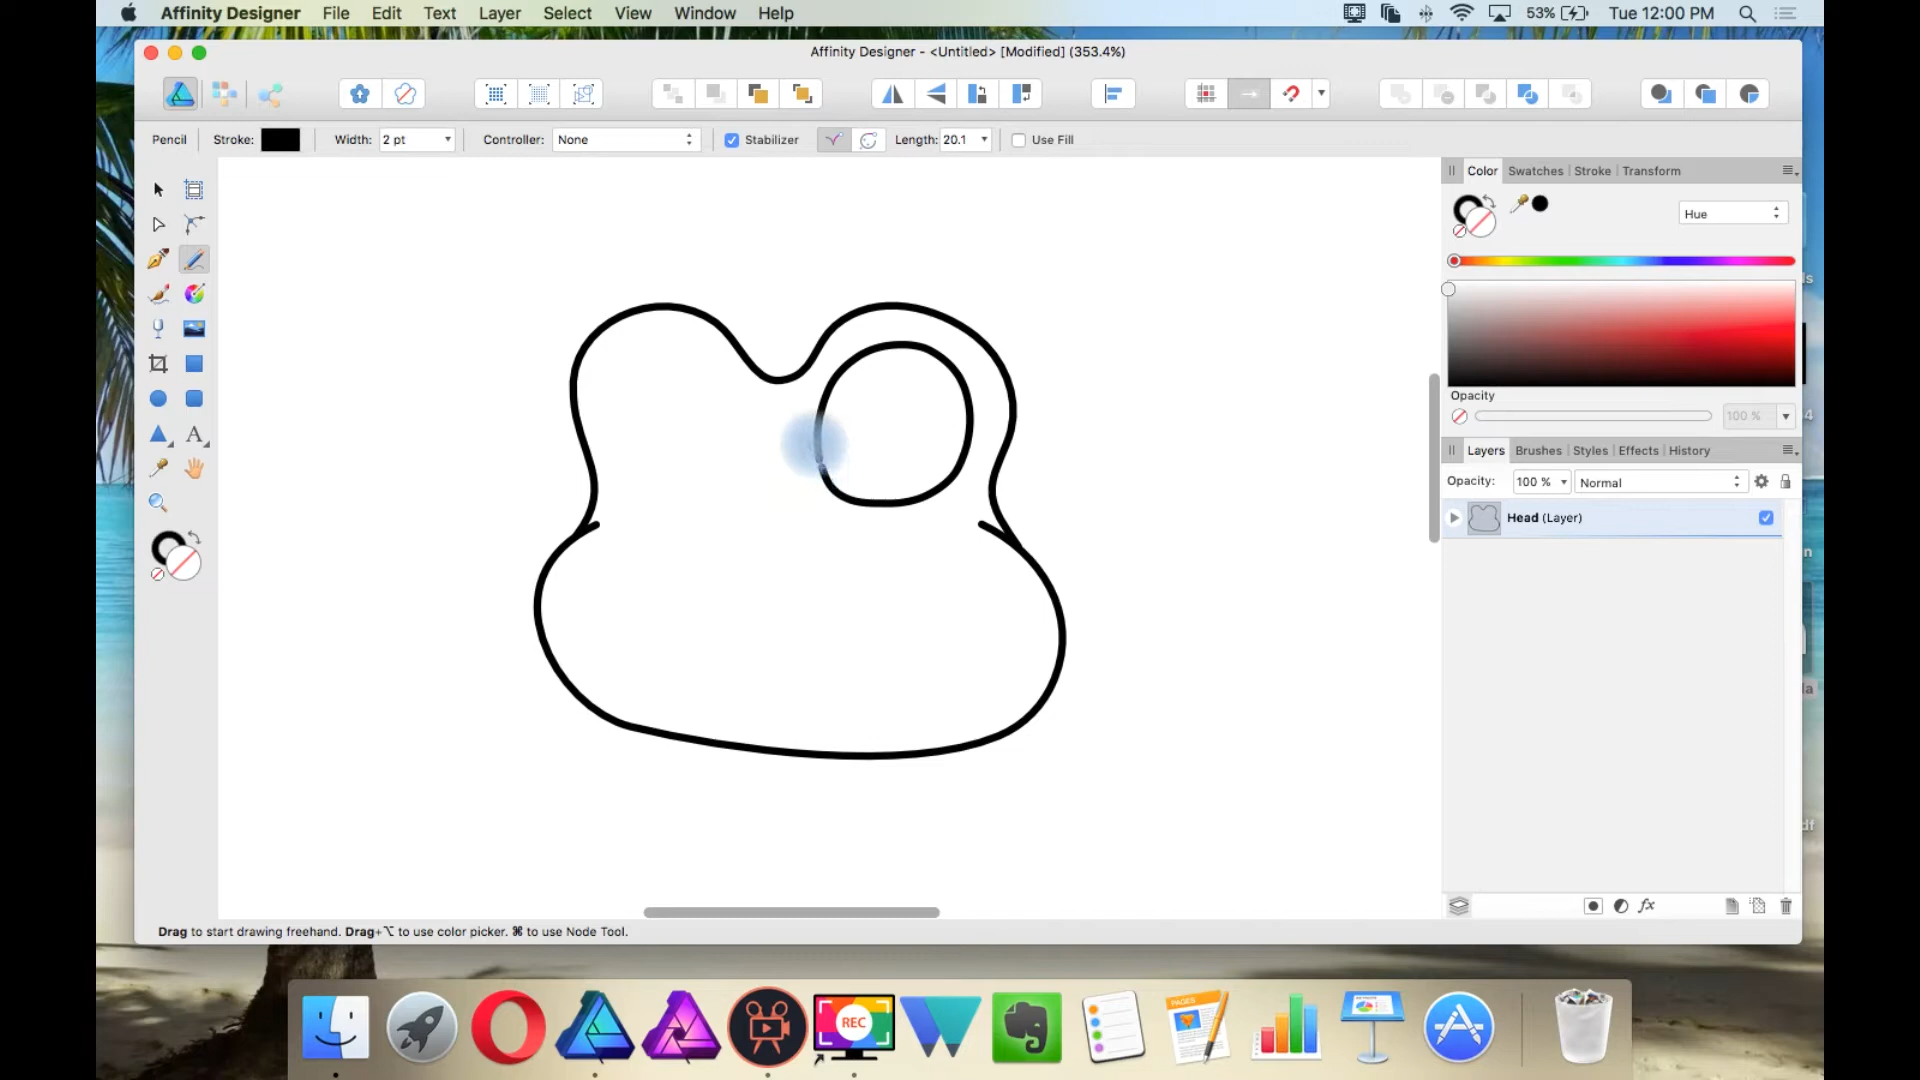 Affinity Designer File Edit Text Layer Select View Window Help 53% Tue 12:00 PM
Affinity Designer - <Untitled> [Modified] (353.4%)
Pencil Stroke: Width: 2 pt Controller: None Stabilizer Length: 20.1 Use Fill
Color Swatches Stroke Transform
Hue
Opacity
100 %
Layers Brushes Styles Effects History
Opacity: 100 % Normal
Head (Layer)
Drag to start drawing freehand. Drag+⌥ to use color picker. ⌘ to use Node Tool.
REC
PAGES
KEYNOTE